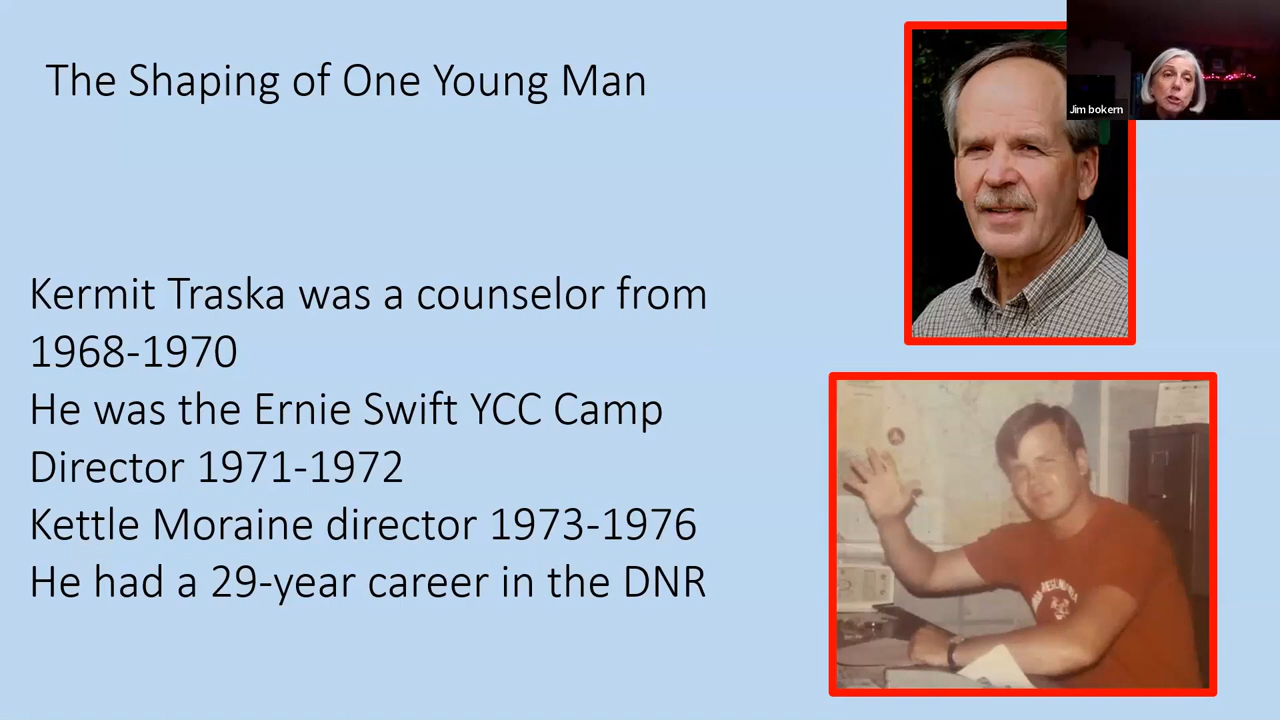 The Shaping of One Young Man
Jim bokern
Kermit Traska was a counselor from
1968-1970
He was the Ernie Swift YCC Camp
Director 1971-1972
Kettle Moraine director 1973-1976
He had a 29-year career in the DNR